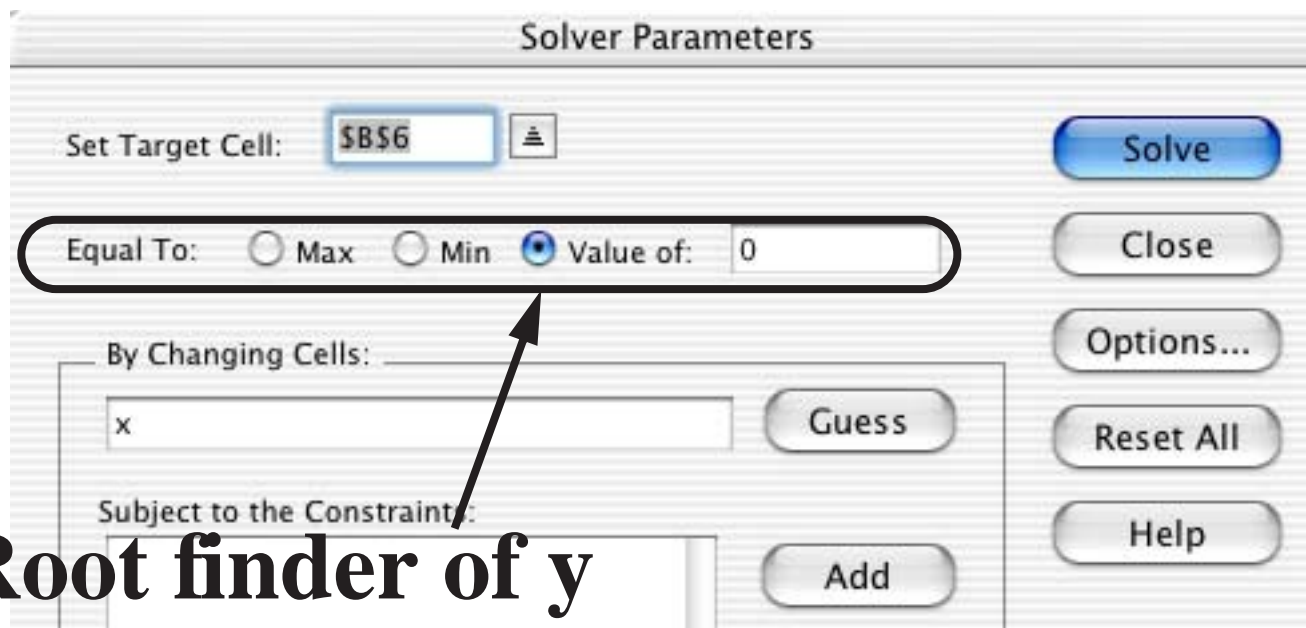 Solver Parameters
Set Target Cell: $B$6
Solve
Equal To: Max Min Value of: 0
Close
By Changing Cells:
Options...
x
Guess
Reset All
Subject to the Constraints:
Help
Root finder of y
Add